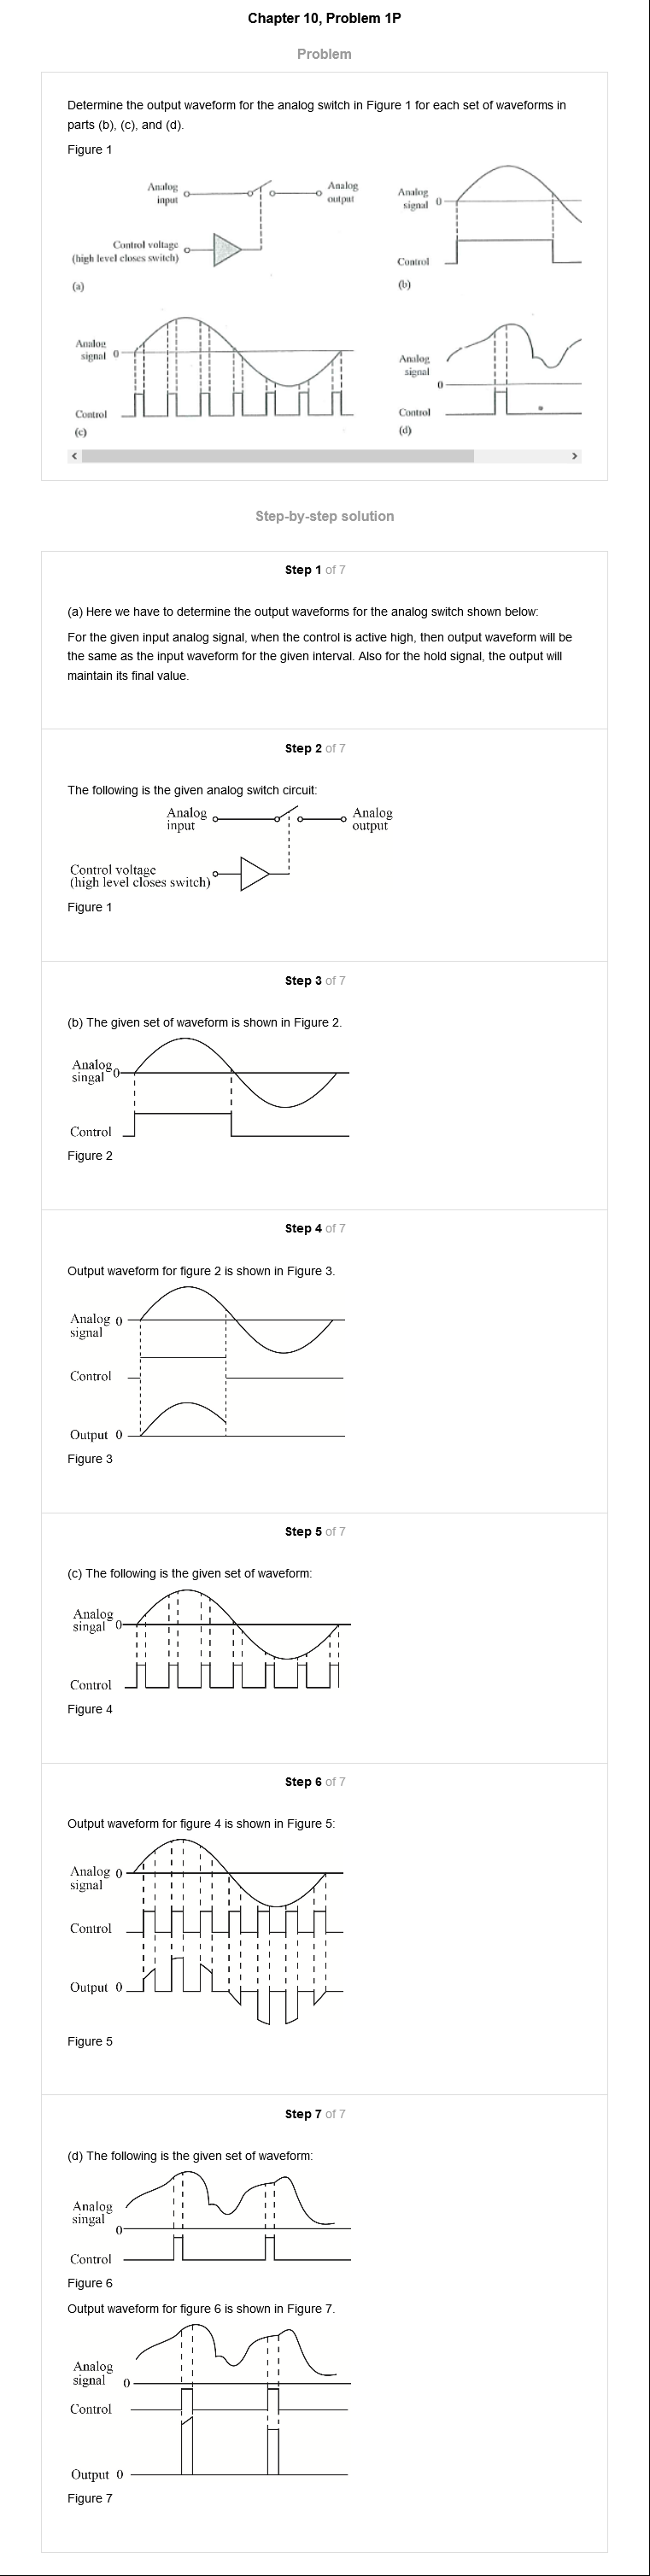 Chapter 10, Problem 1P
Problem
Determine the output waveform for the analog switch in Figure 1 for each set of waveforms in
parts (b), (c), and (d).
Figure 1
Analog
input
Analog
output
Control voltage
(high level closes switch)
(a)
Analog
signal 0
Control
(b)
Analog
signal 0
Control
(c)
Analog
signal
0
Control
(d)
Step-by-step solution
Step 1 of 7
(a) Here we have to determine the output waveforms for the analog switch shown below:
For the given input analog signal, when the control is active high, then output waveform will be
the same as the input waveform for the given interval. Also for the hold signal, the output will
maintain its final value.
Step 2 of 7
The following is the given analog switch circuit:
Analog
input
Analog
output
Control voltage
(high level closes switch)
Figure 1
Step 3 of 7
(b) The given set of waveform is shown in Figure 2.
Analog 0
singal
Control
Figure 2
Step 4 of 7
Output waveform for figure 2 is shown in Figure 3.
Analog 0
signal
Control
Output 0
Figure 3
Step 5 of 7
(c) The following is the given set of waveform:
Analog
singal 0
Control
Figure 4
Step 6 of 7
Output waveform for figure 4 is shown in Figure 5:
Analog 0
signal
Control
Output 0
Figure 5
Step 7 of 7
(d) The following is the given set of waveform:
Analog
singal
0
Control
Figure 6
Output waveform for figure 6 is shown in Figure 7.
Analog
signal 0
Control
Output 0
Figure 7